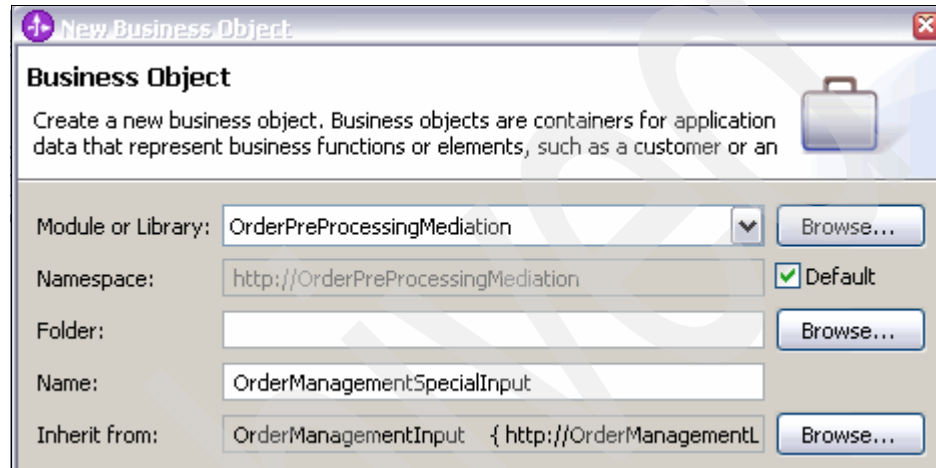 New Business Object
Business Object
Create a new business object. Business objects are containers for application
data that represent business functions or elements, such as a customer or an
Module or Library: OrderPreProcessingMediation Browse...
Namespace: http://OrderPreProcessingMediation Default
Folder: Browse...
Name: OrderManagementSpecialInput
Inherit from: OrderManagementInput { http://OrderManagementL Browse...